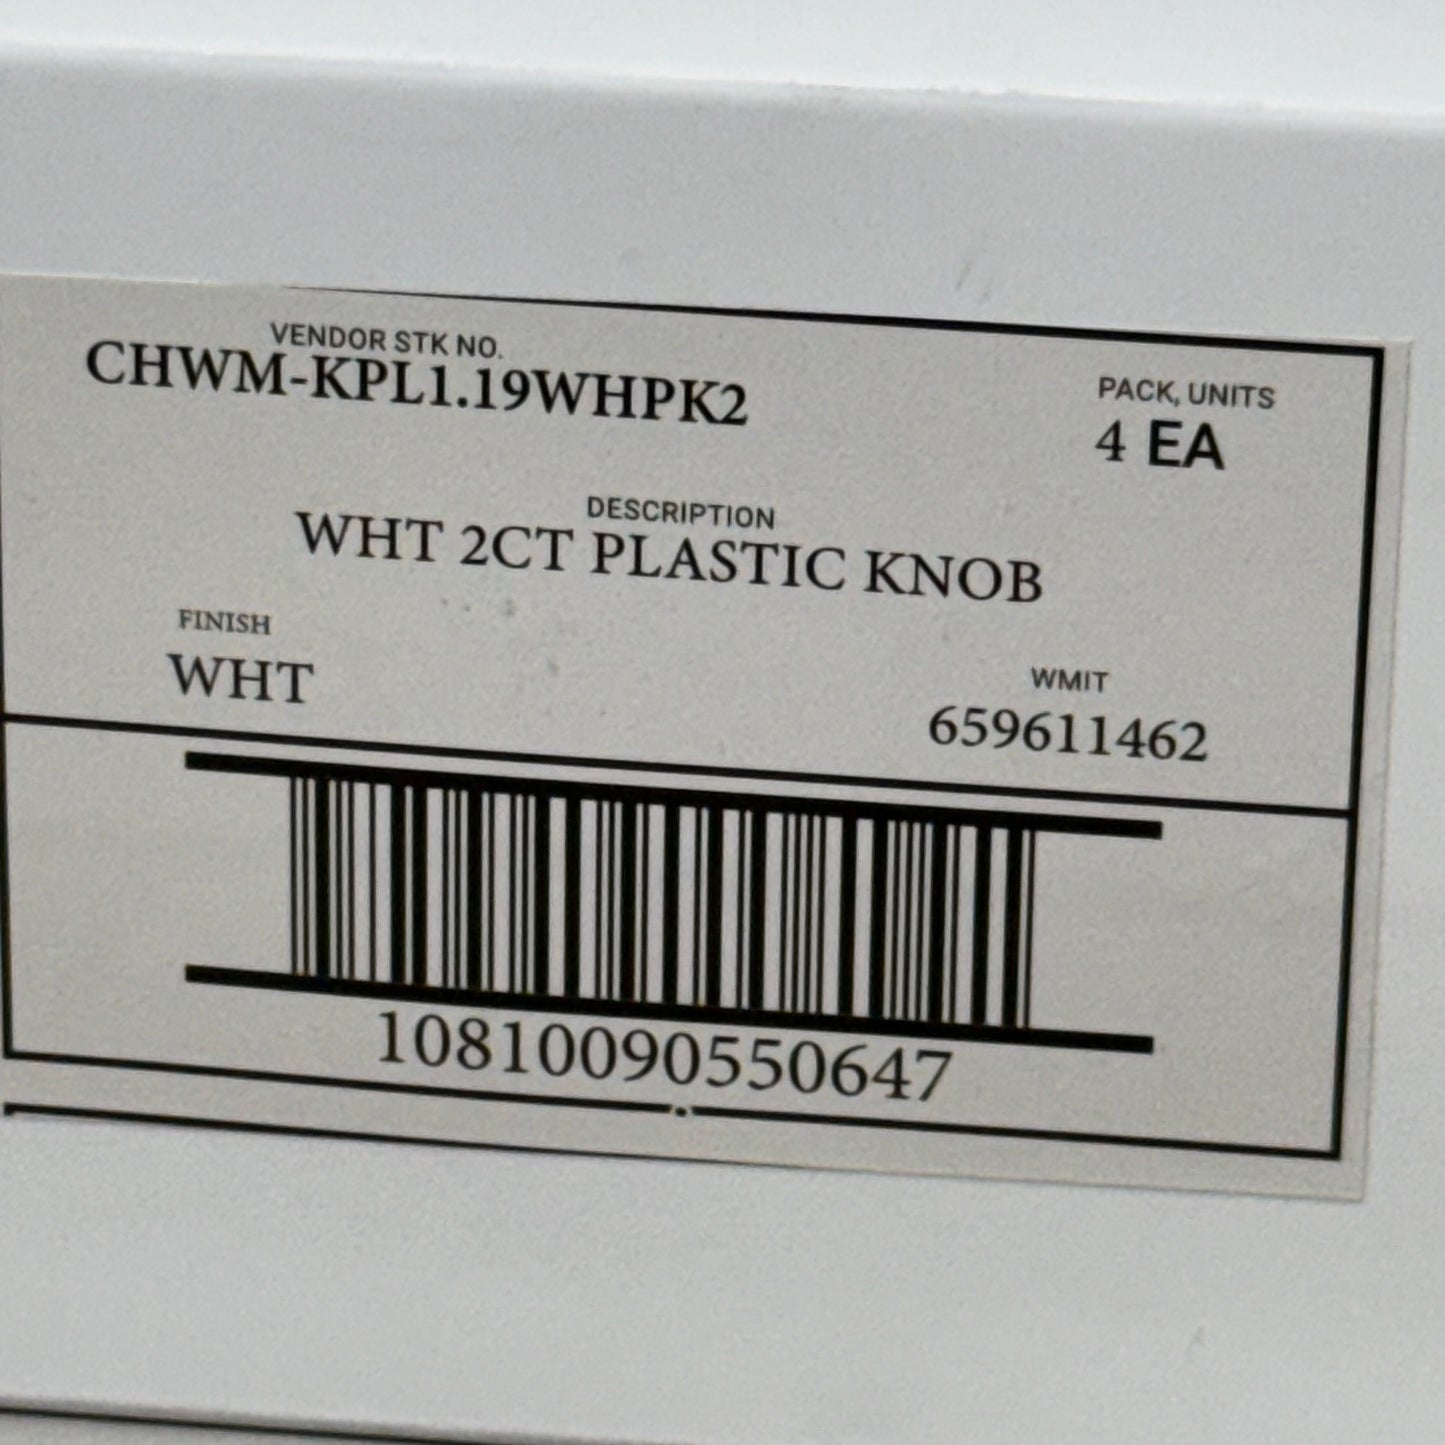 VENDOR STK NO.
CHWM-KPL1.19WHPK2
PACK, UNITS
4 EA
DESCRIPTION
WHT 2CT PLASTIC KNOB
FINISH
WHT
WMIT
659611462
10810090550647